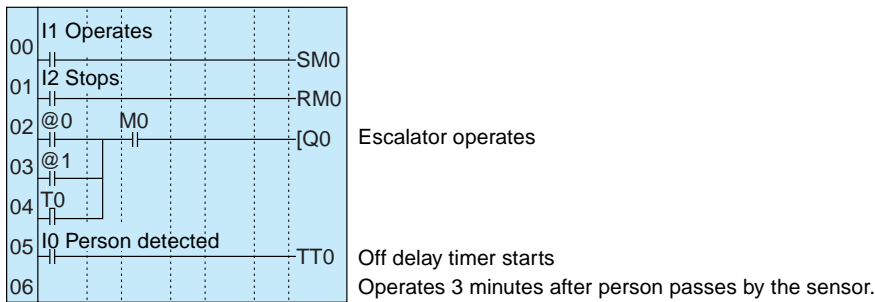 I1 Operates
00 SM0
01 I2 Stops
RM0
02 @0 M0 [Q0 Escalator operates
03 @1
04 T0
05 I0 Person detected TT0 Off delay timer starts
06 Operates 3 minutes after person passes by the sensor.